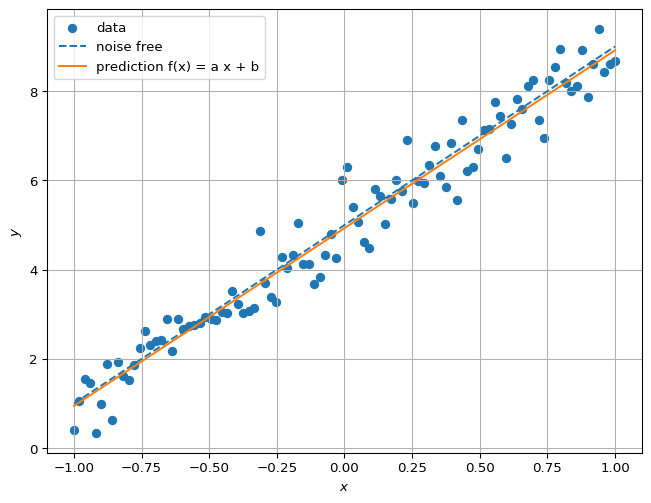 data
noise free
prediction f(x) = a x + b
y
8
6
4
2
0
−1.00 −0.75 −0.50 −0.25 0.00 0.25 0.50 0.75 1.00
x